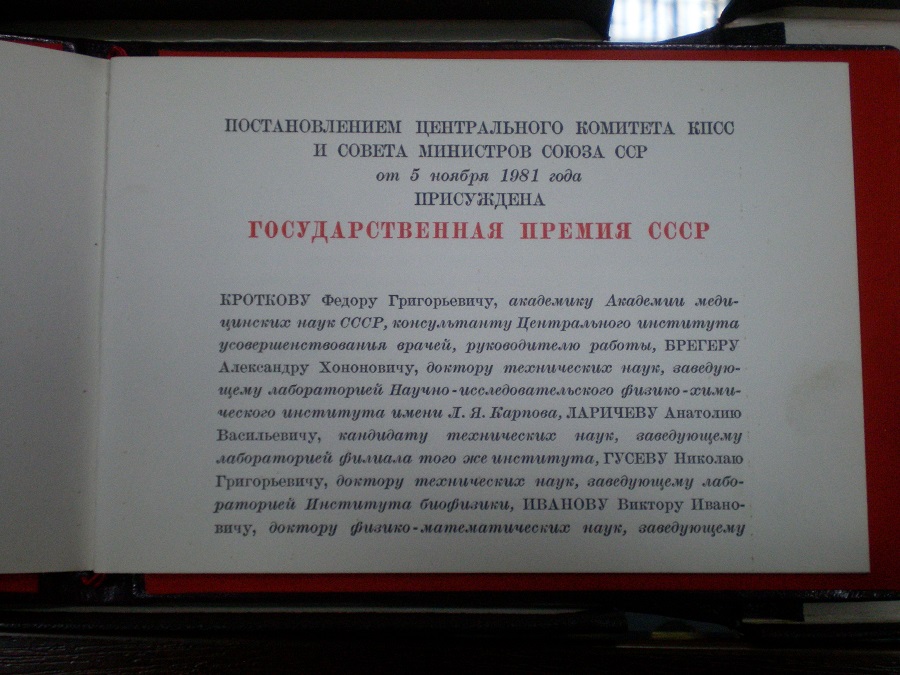 ПОСТАНОВЛЕНИЕМ ЦЕНТРАЛЬНОГО КОМИТЕТА КПСС
И СОВЕТА МИНИСТРОВ СОЮЗА ССР
от 5 ноября 1981 года
ПРИСУЖДЕНА
ГОСУДАРСТВЕННАЯ ПРЕМИЯ СССР
КРОТКОВУ Федору Григорьевичу, академику Академии меди-
цинских наук СССР, консультанту Центрального института
усовершенствования врачей, руководителю работы, БРЕГЕРУ
Александру Хононовичу, доктору технических наук, заведую-
щему лабораторией Научно-исследовательского физико-хими-
ческого института имени Л. Я. Карпова, ЛАРИЧЕВУ Анатолию
Васильевичу, кандидату технических наук, заведующему
лабораторией филиала того же института, ГУСЕВУ Николаю
Григорьевичу, доктору технических наук, заведующему лабо-
раторией Института биофизики, ИВАНОВУ Виктору Ивано-
вичу, доктору физико-математических наук, заведующему